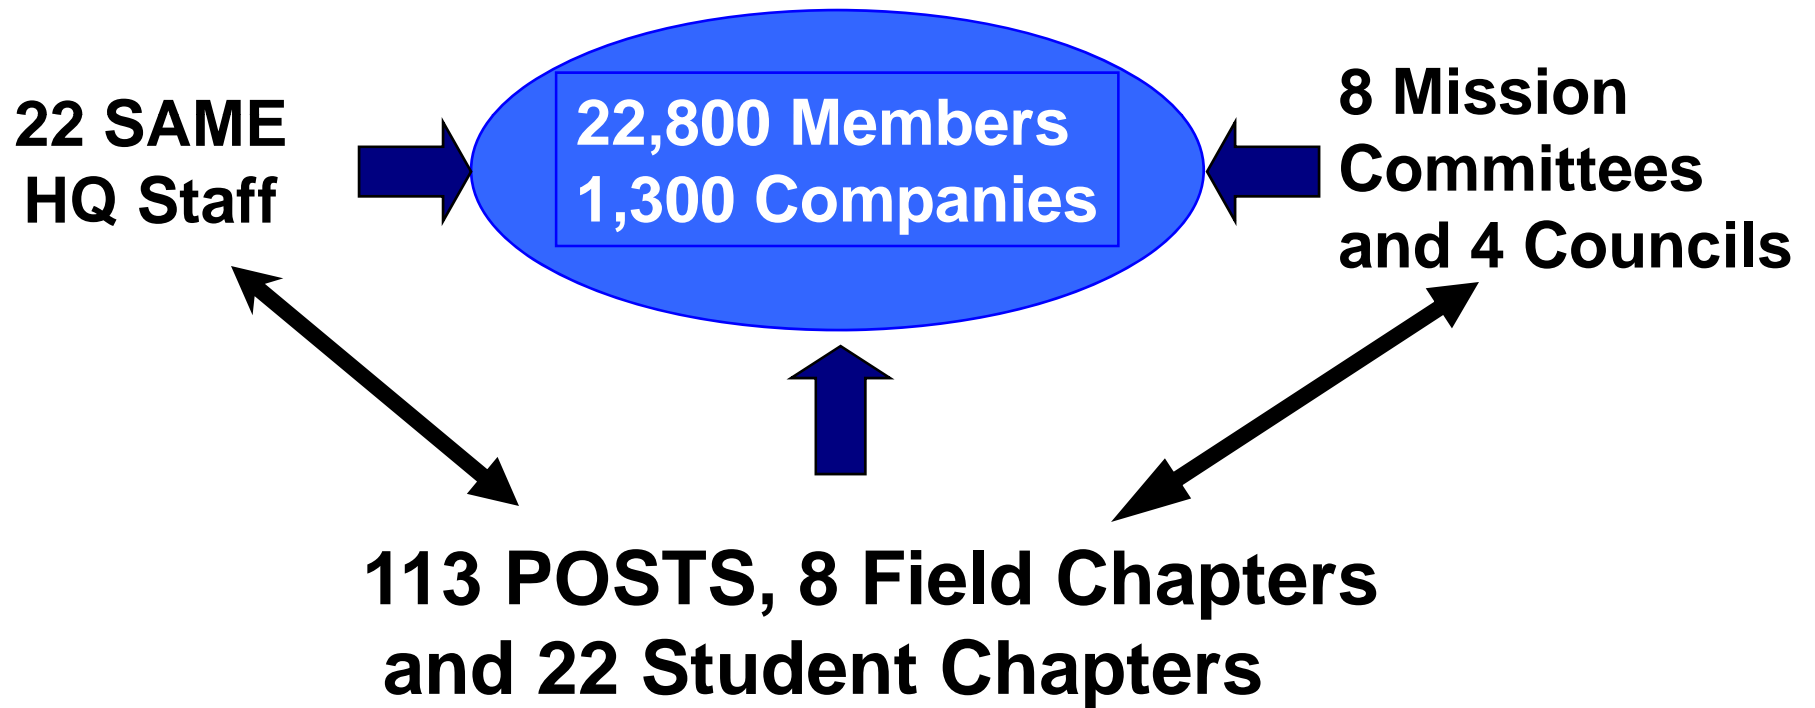 22 SAME
HQ Staff
22,800 Members
1,300 Companies
8 Mission
Committees
and 4 Councils
113 POSTS, 8 Field Chapters
and 22 Student Chapters